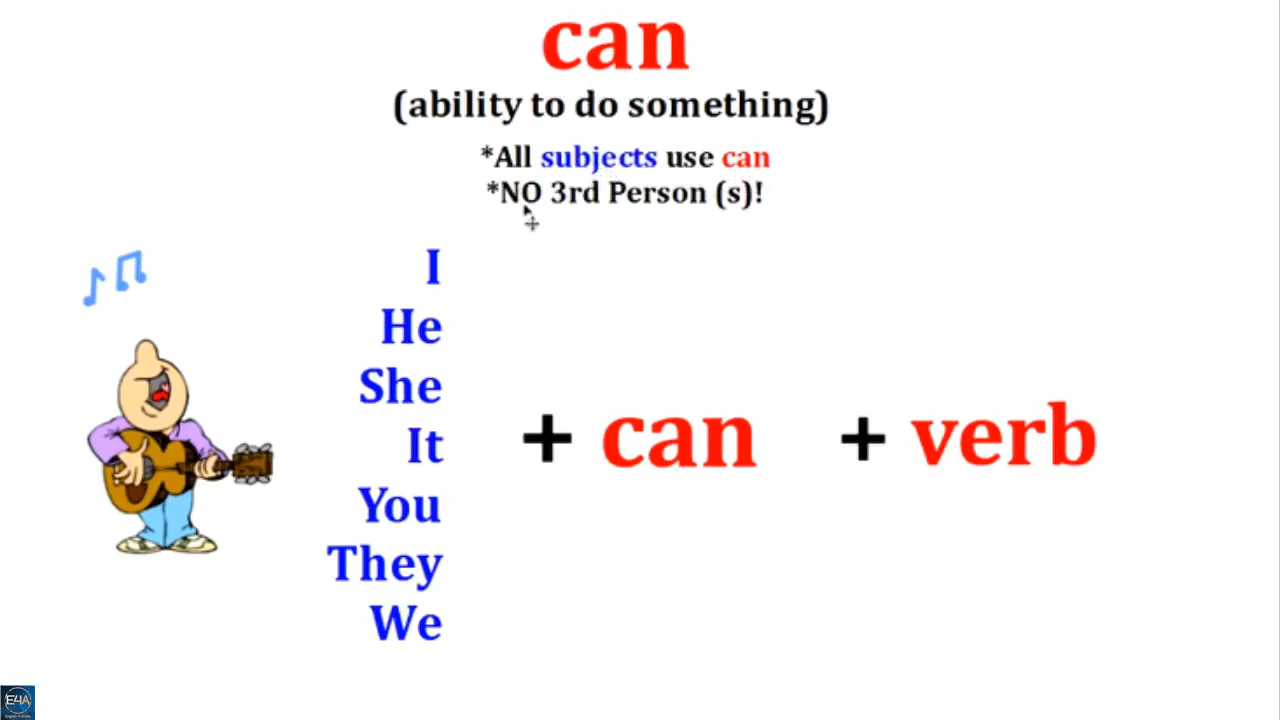 can
(ability to do something)
*All subjects use can
*NO 3rd Person (s)!
I
He
She
It
You
They
We
+ can + verb
E4A